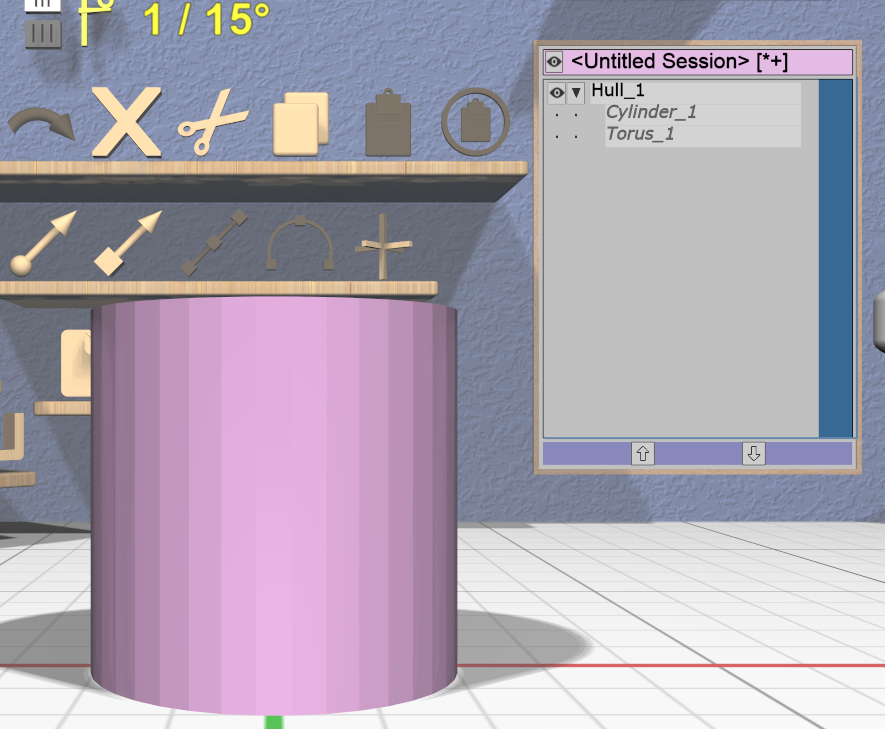 1 / 15°
<Untitled Session> [*+]
Hull_1
Cylinder_1
Torus_1